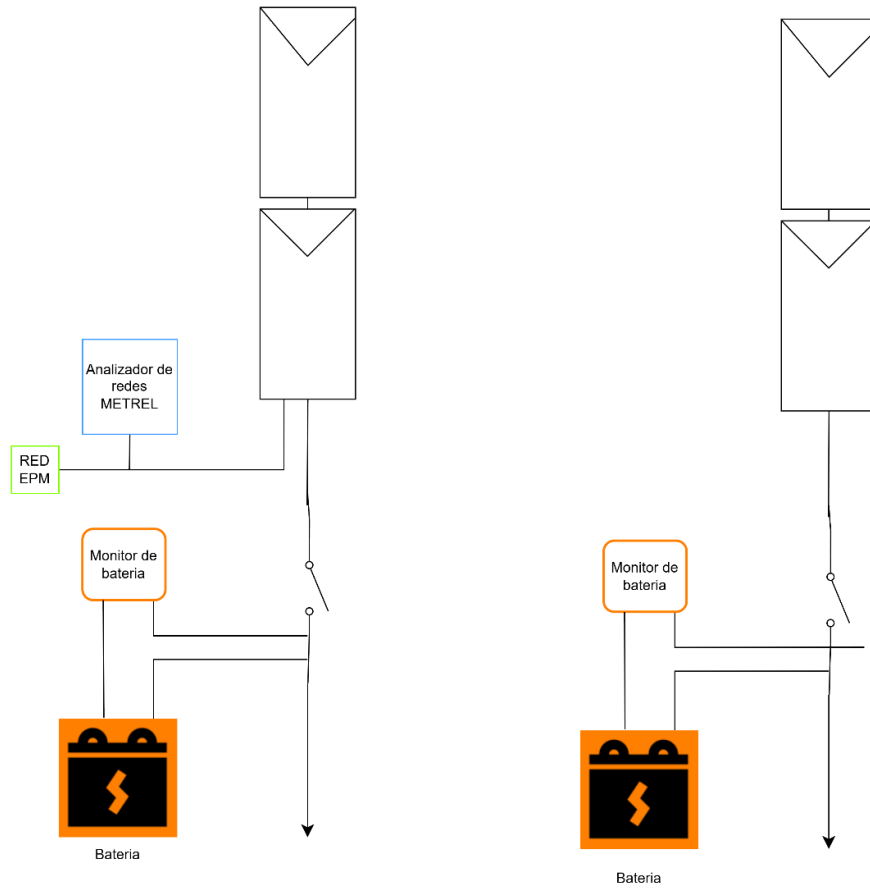 Analizador de
redes
METREL
RED
EPM
Monitor de
bateria
Monitor de
bateria
Bateria
Bateria